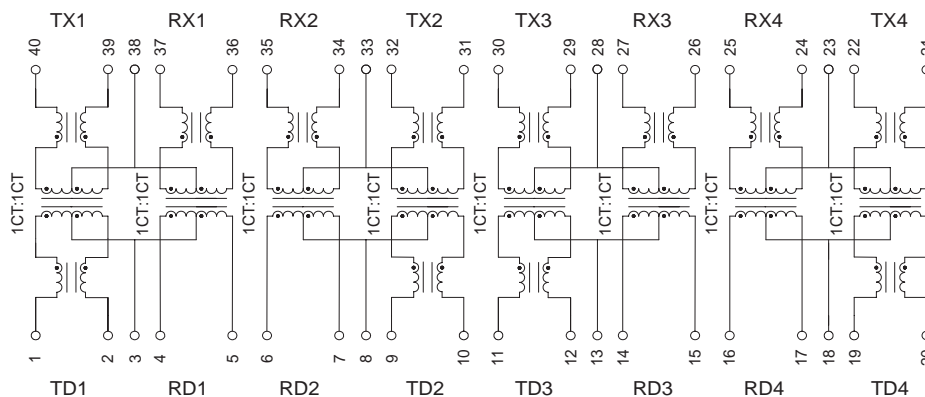 TX1 RX1 RX2 TX2 TX3 RX3 RX4 TX4
40 39 38 37 36 35 34 33 32 31 30 29 28 27 26 25 24 23 22
1CT:1CT 1CT:1CT 1CT:1CT 1CT:1CT 1CT:1CT 1CT:1CT 1CT:1CT 1CT:1CT
1 2 3 4 5 6 7 8 9 10 11 12 13 14 15 16 17 18 19
TD1 RD1 RD2 TD2 TD3 RD3 RD4 TD4